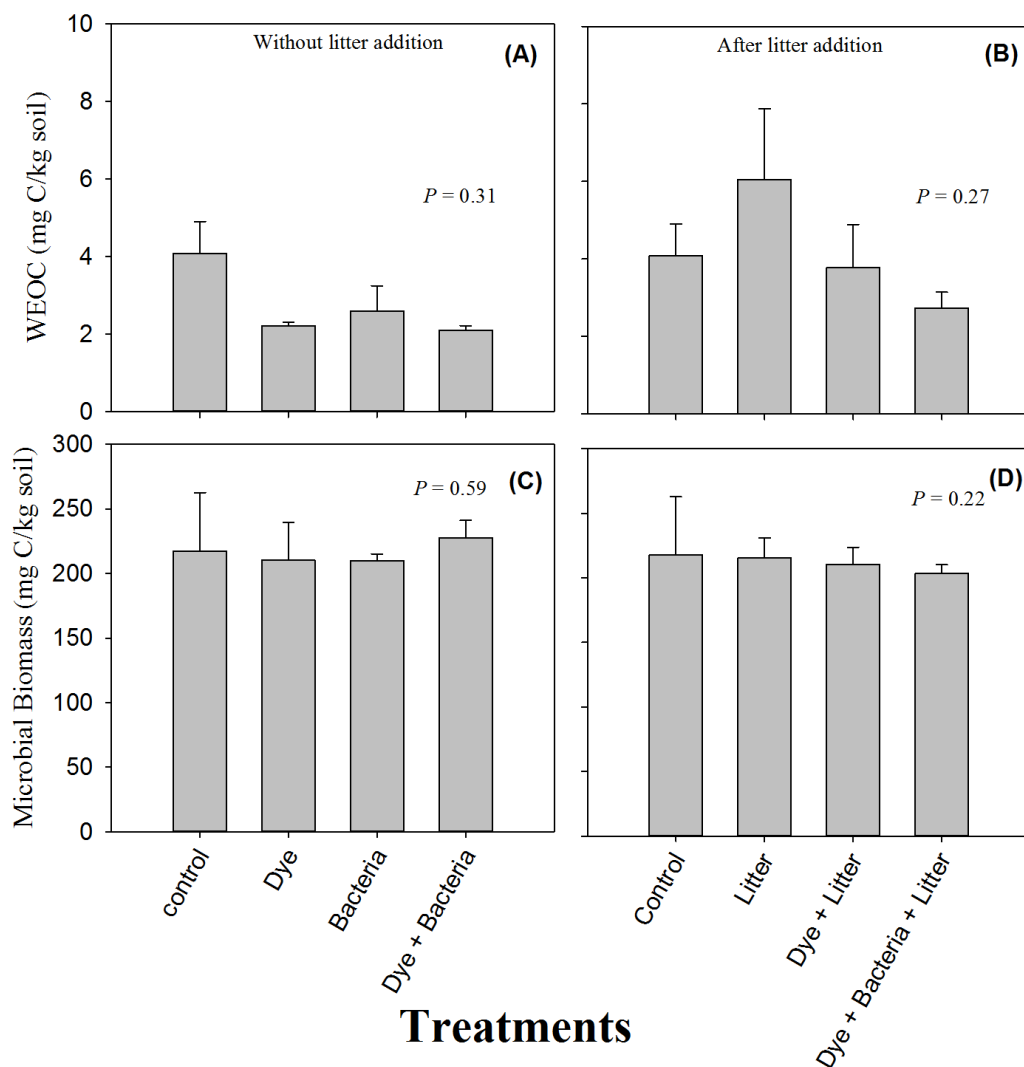 Without litter addition
(A)
P = 0.31
WEOC (mg C/kg soil)
10
8
6
4
2
0
After litter addition
(B)
P = 0.27
Microbial Biomass (mg C/kg soil)
300
250
200
150
100
50
0
P = 0.59
(C)
P = 0.22
(D)
control
Dye
Bacteria
Dye + Bacteria
Control
Litter
Dye + Litter
Dye + Bacteria + Litter
Treatments